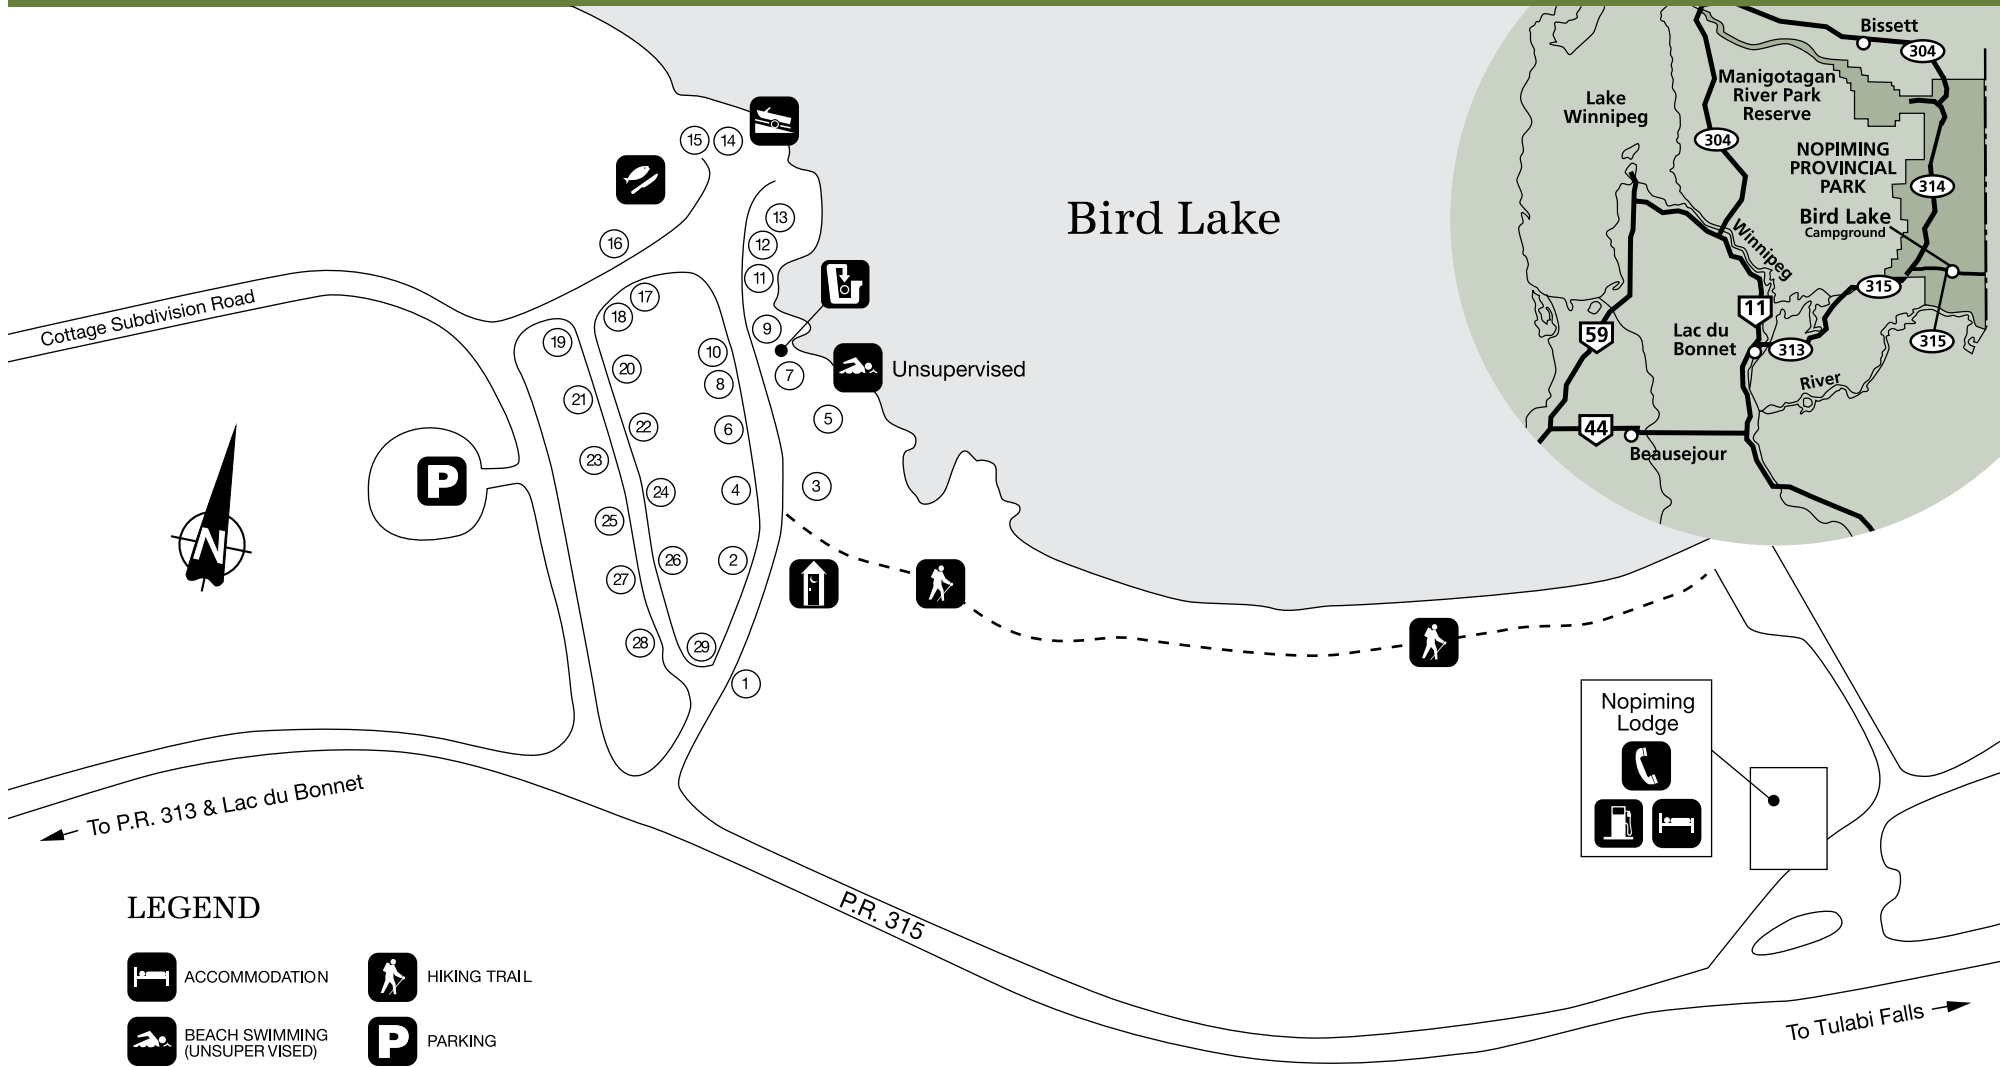 Bissett
304
Manigotagan
River Park
Reserve
Lake
Winnipeg
304
NOPIMING
PROVINCIAL
PARK
314
Bird Lake
Campground
Winnipeg
315
11
59
Lac du
Bonnet
313
315
River
44
Beausejour
Bird Lake
15
14
13
16
12
11
17
18
9
19
10
20
7
8
21
5
22
6
23
3
24
4
25
26
2
27
28
29
1
Unsupervised
Cottage Subdivision Road
P
N
Nopiming
Lodge
To P.R. 313 & Lac du Bonnet
P.R. 315
To Tulabi Falls
LEGEND
ACCOMMODATION
HIKING TRAIL
BEACH SWIMMING
(UNSUPER VISED)
P
PARKING